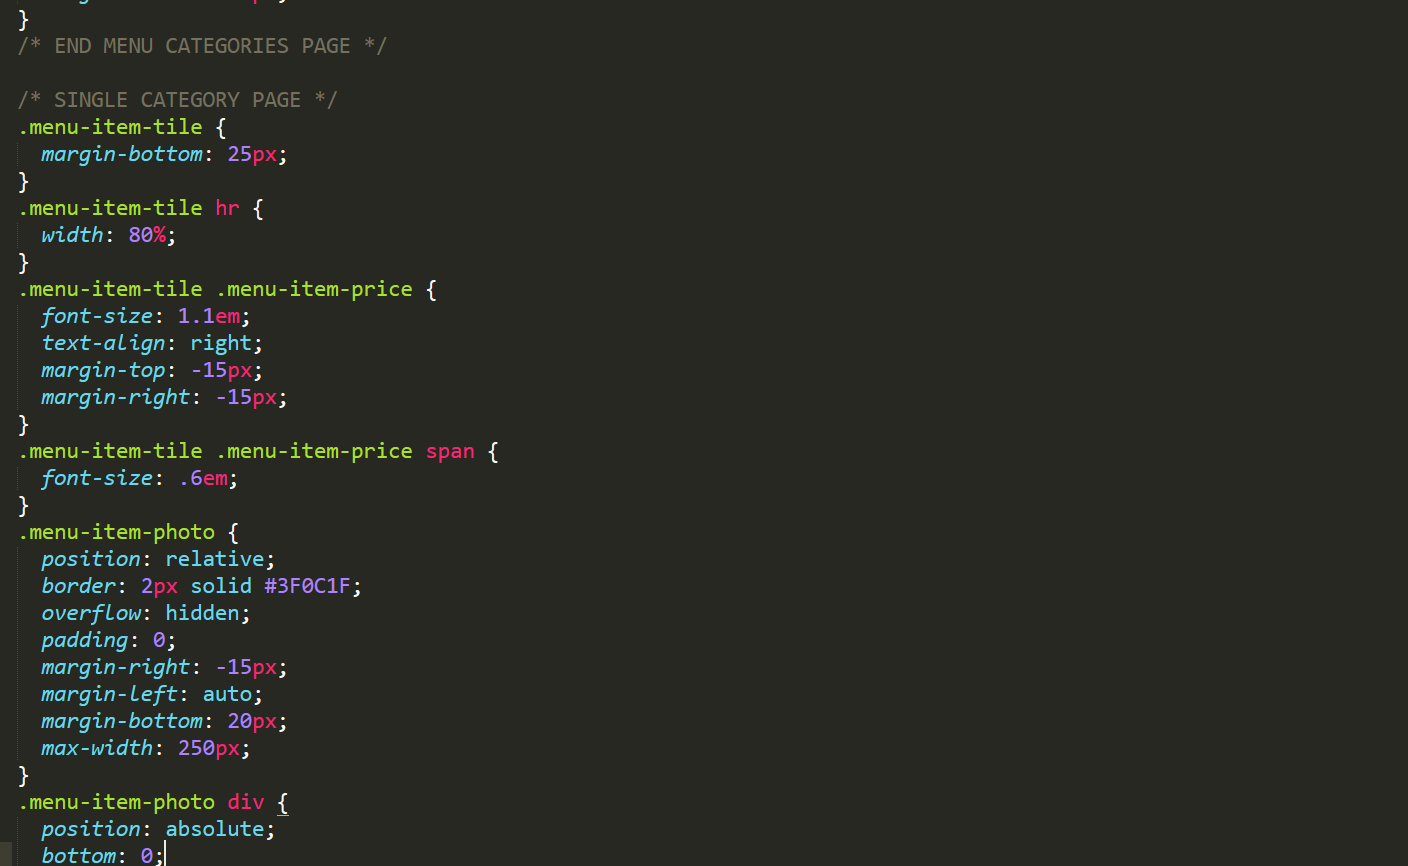 }
/* END MENU CATEGORIES PAGE */
/* SINGLE CATEGORY PAGE */
.menu-item-tile {
margin-bottom: 25px;
}
.menu-item-tile hr {
width: 80%;
}
.menu-item-tile .menu-item-price {
font-size: 1.1em;
text-align: right;
margin-top: -15px;
margin-right: -15px;
}
.menu-item-tile .menu-item-price span {
font-size: .6em;
}
.menu-item-photo {
position: relative;
border: 2px solid #3F0C1F;
overflow: hidden;
padding: 0;
margin-right: -15px;
margin-left: auto;
margin-bottom: 20px;
max-width: 250px;
}
.menu-item-photo div {
position: absolute;
bottom: 0;